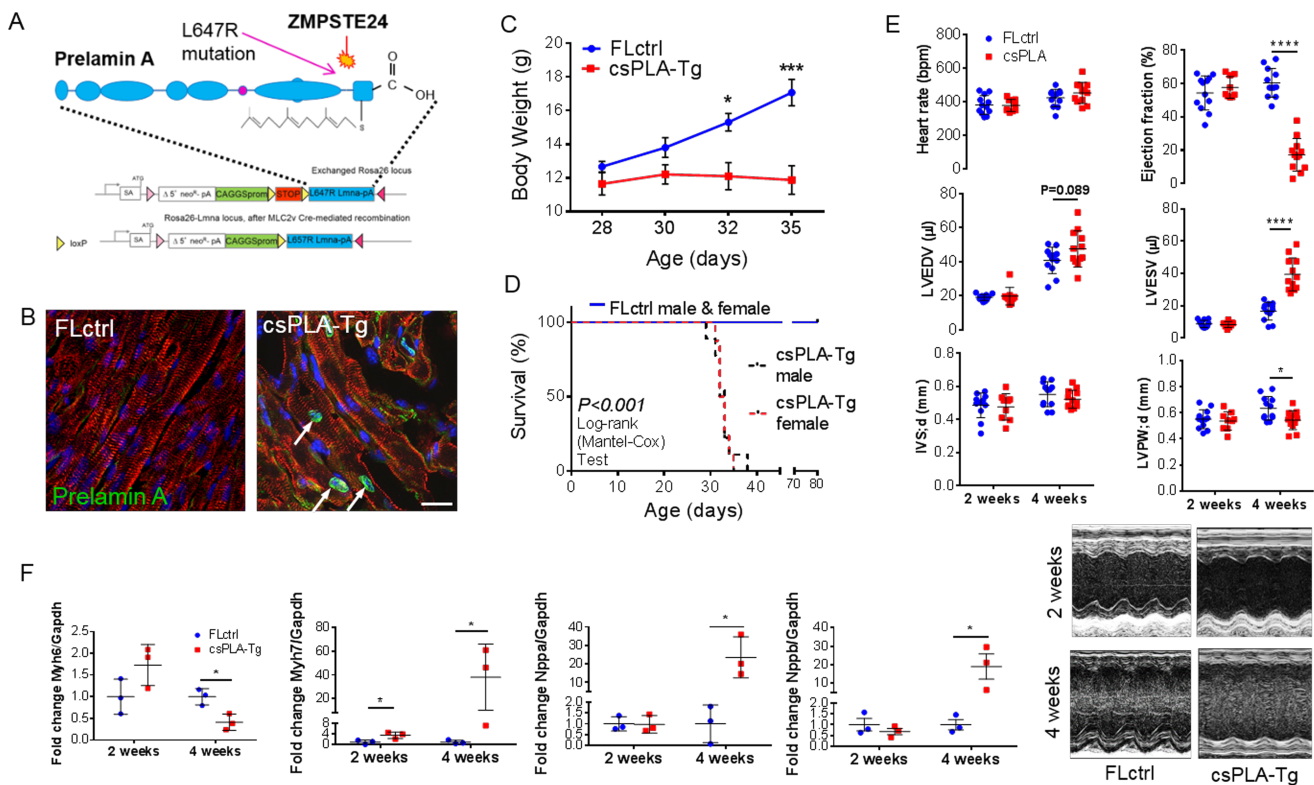 A
Prelamin A
L647R
mutation
ZMPSTE24
O
C
OH
s
Exchanged Rosa26 locus
ATG
SA
Δ 5' neoᴿ- pA
CAGGSprom
STOP
L647R Lmna-pA
Rosa26-Lmna locus, after MLC2v Cre-mediated recombination
loxP
ATG
SA
Δ 5' neoᴿ- pA
CAGGSprom
L657R Lmna-pA
B
FLctrl
Prelamin A
csPLA-Tg
C
Body Weight (g)
18
16
14
12
10
FLctrl
csPLA-Tg
*
***
28
30
32
35
Age (days)
D
Survival (%)
100
50
0
FLctrl male & female
csPLA-Tg
male
csPLA-Tg
female
P<0.001
Log-rank
(Mantel-Cox)
Test
0
10
20
30
40
70
80
Age (days)
E
Heart rate (bpm)
800
600
400
200
0
FLctrl
csPLA
Ejection fraction (%)
100
80
60
40
20
0
****
LVEDV (µl)
80
60
40
20
0
P=0.089
LVESV (µl)
80
60
40
20
0
****
IVS; d (mm)
0.8
0.6
0.4
0.2
0.0
2 weeks
4 weeks
LVPW; d (mm)
1.0
0.8
0.6
0.4
0.2
0.0
*
2 weeks
4 weeks
2 weeks
4 weeks
FLctrl
csPLA-Tg
F
Fold change Myh6/Gapdh
2.5
2.0
1.5
1.0
0.5
0.0
FLctrl
csPLA-Tg
*
2 weeks
4 weeks
Fold change Myh7/Gapdh
80
60
40
20
8
4
0
*
*
2 weeks
4 weeks
Fold change Nppa/Gapdh
40
30
20
10
2.0
1.5
1.0
0.5
0.0
*
2 weeks
4 weeks
Fold change Nppb/Gapdh
40
30
20
10
2.0
1.5
1.0
0.5
0.0
*
2 weeks
4 weeks